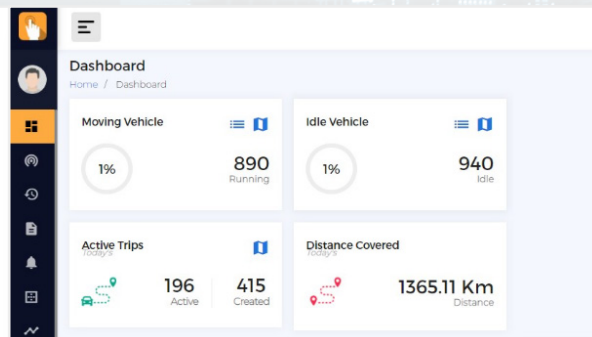 Dashboard
Home / Dashboard
Moving Vehicle
1%
890
Running
Idle Vehicle
1%
940
Idle
Active Trips
Today's
196
Active
415
Created
Distance Covered
Today's
1365.11 Km
Distance